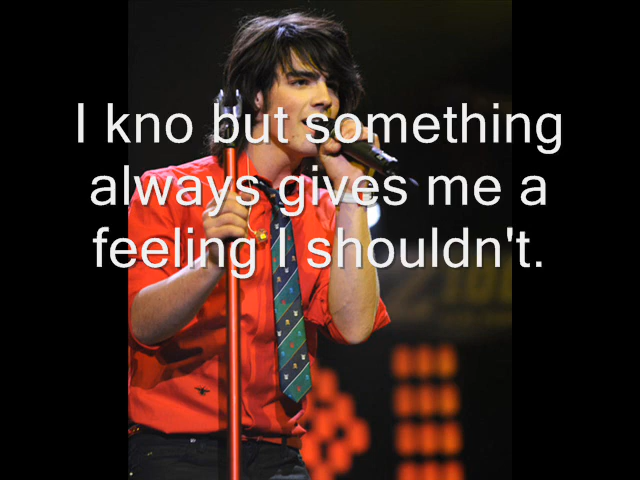 I kno but something
always gives me a
feeling I shouldn't.